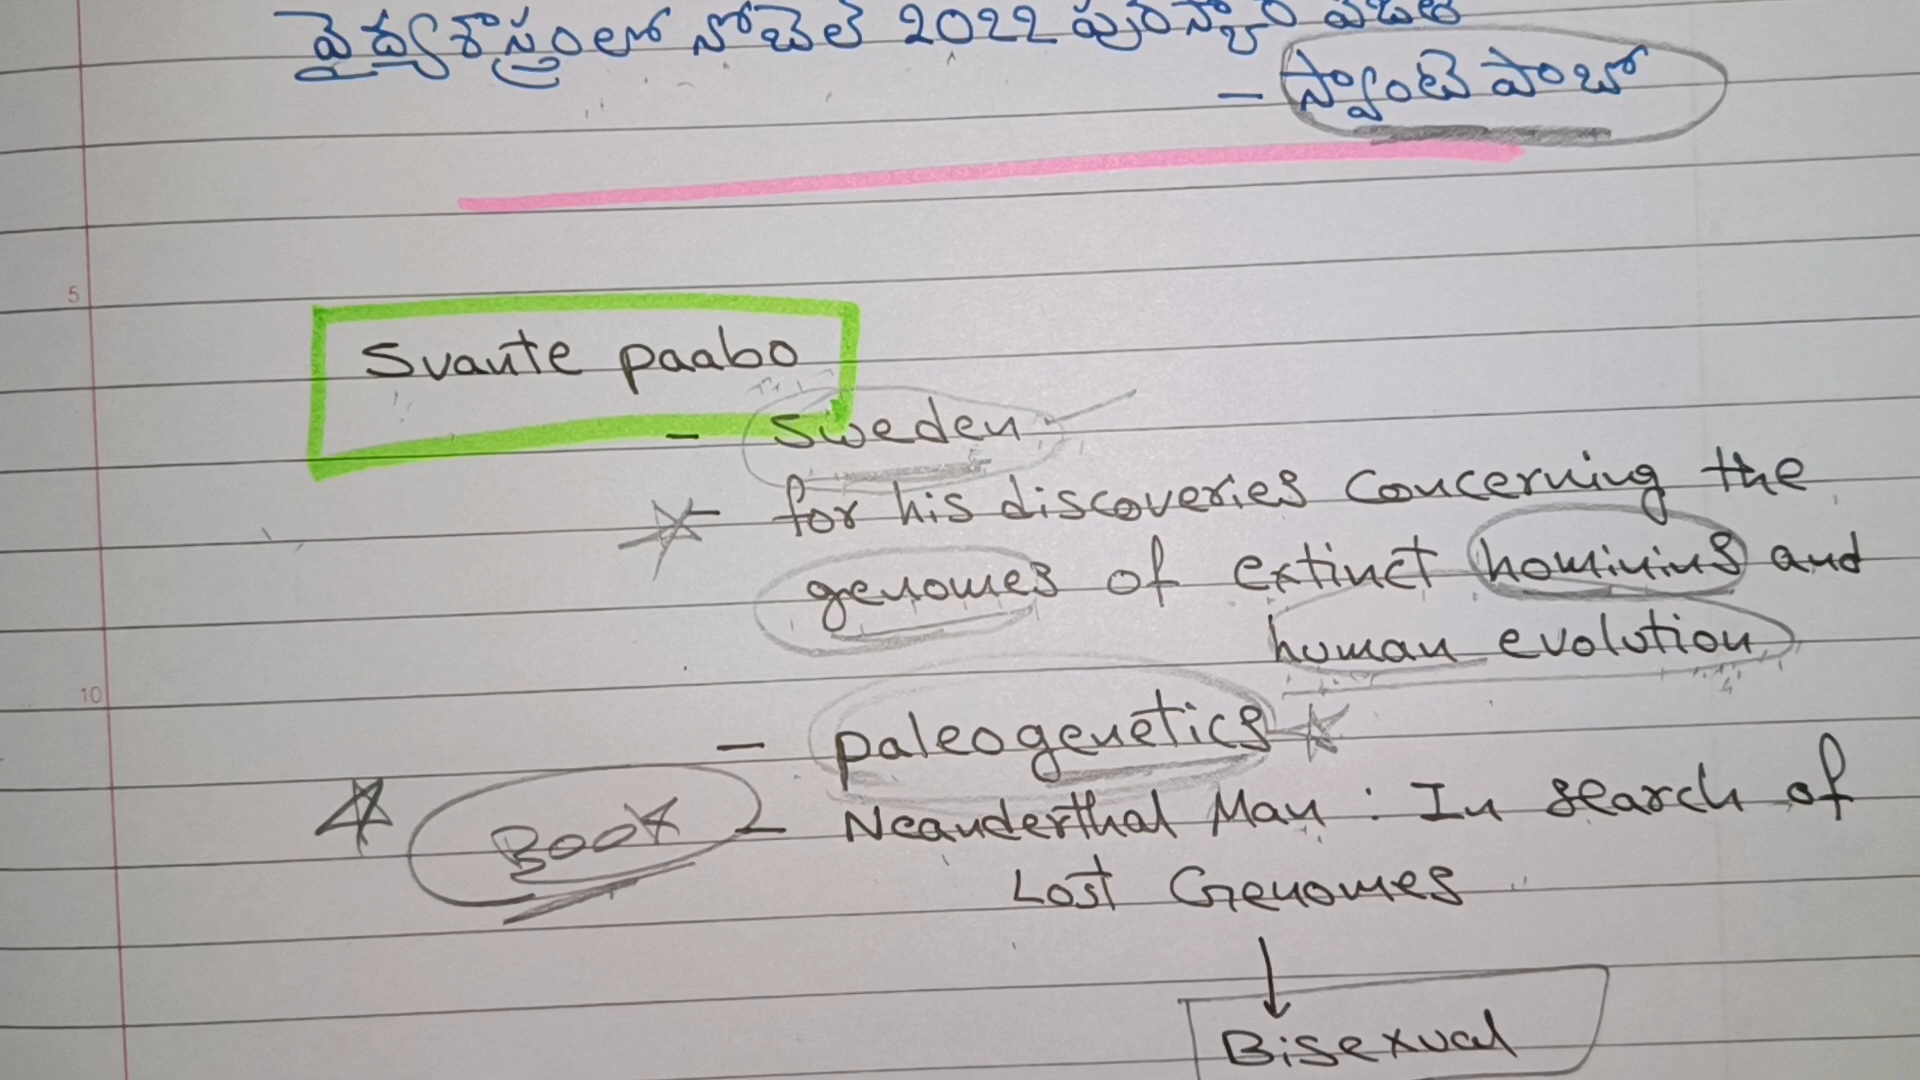 వైద్యశాస్త్రంలో నోబెల్ 2022 పురస్కార
- స్వాంటె పాబో
5
Svante paabo
- Sweden
- for his discoveries concerning the
genomes of extinct hominins and
human evolution
10
- paleogenetics
Book - Neanderthal Man : In search of
Lost Genomes
Bisexual